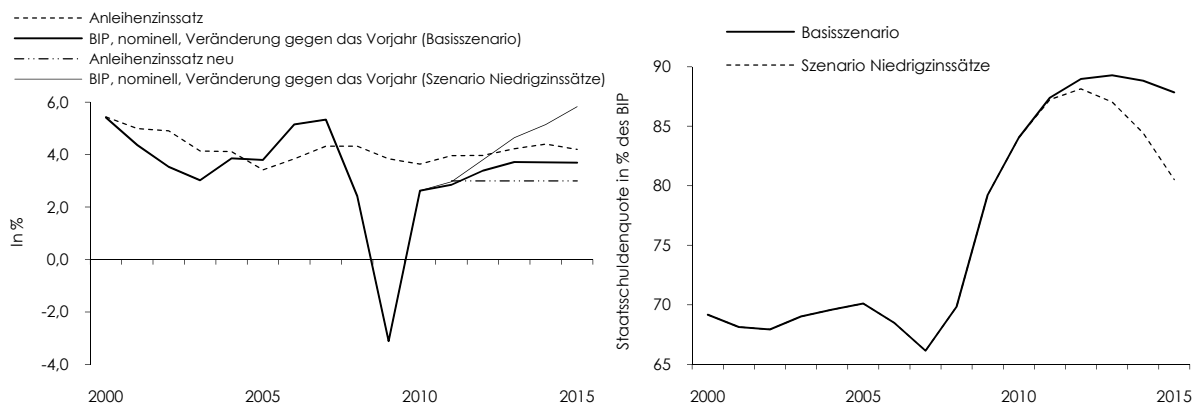 Anleihenzinssatz
BIP, nominell, Veränderung gegen das Vorjahr (Basisszenario)
Anleihenzinssatz neu
BIP, nominell, Veränderung gegen das Vorjahr (Szenario Niedrigzinssätze)
6,0
4,0
2,0
0,0
-2,0
-4,0
In %
2000 2005 2010 2015
Basisszenario
Szenario Niedrigzinssätze
90
85
80
75
70
65
Staatsschuldenquote in % des BIP
2000 2005 2010 2015